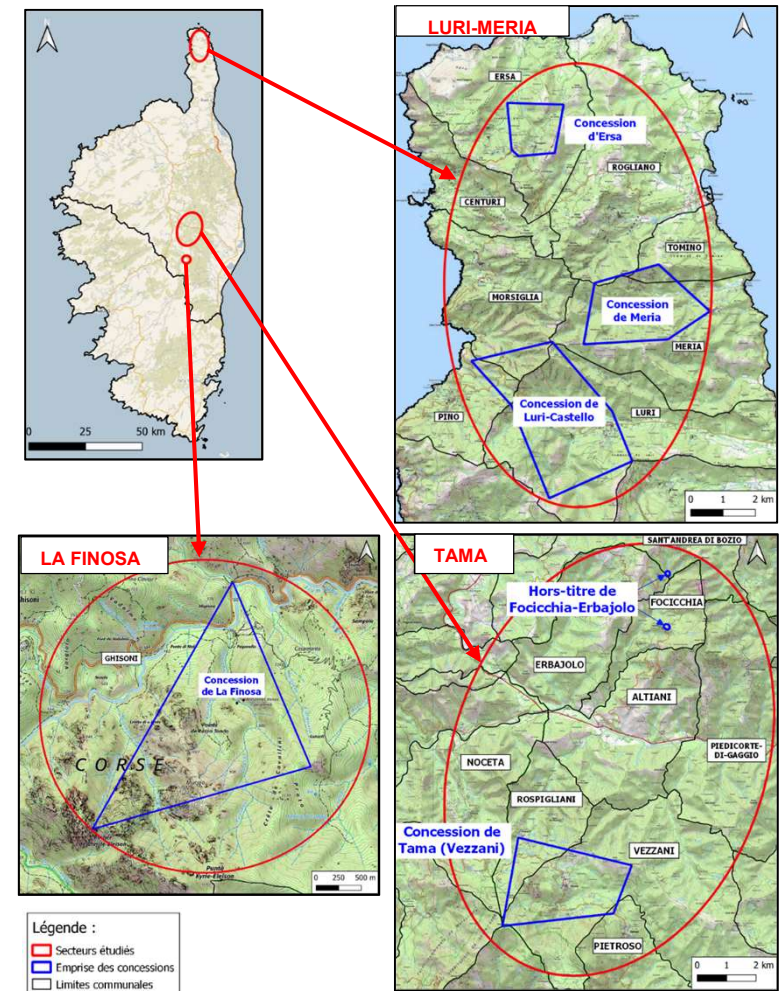 0 25 50 km
LURI-MERIA
ERSA
Concession
d'Ersa
ROGLIANO
CENTURI
TOMINO
MORSIGLIA
Concession
de Meria
MERIA
Concession de
Luri-Castello
PINO
LURI
0 1 2 km
LA FINOSA
GHISONI
Concession
de La Finosa
CORSE
0 250 500 m
TAMA
SANT'ANDREA DI BOZIO
Hors-titre de
Focicchia-Erbajolo
FOCICCHIA
ERBAJOLO
ALTIANI
NOCETA
PIEDICORTE-
DI-GAGGIO
ROSPIGLIANI
Concession de
Tama (Vezzani)
VEZZANI
PIETROSO
0 1 2 km
Légende :
Secteurs étudiés
Emprise des concessions
Limites communales